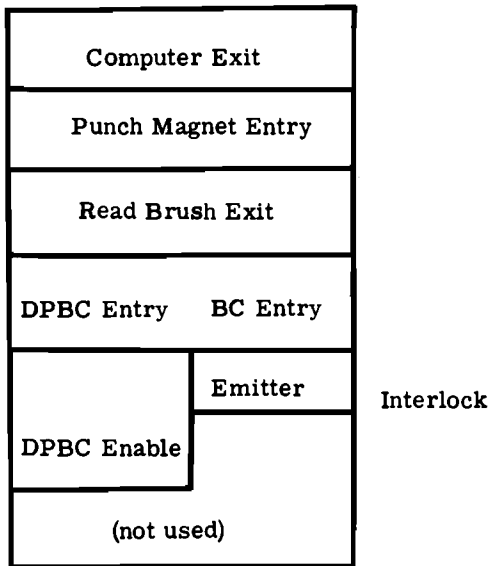 Computer Exit
Punch Magnet Entry
Read Brush Exit
DPBC Entry BC Entry
Emitter
Interlock
DPBC Enable
(not used)